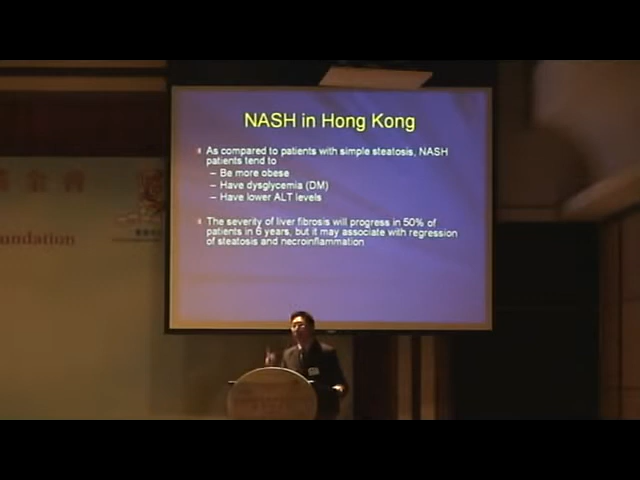 NASH in Hong Kong
As compared to patients with simple steatosis, NASH
patients tend to
– Be more obese
– Have dysglycemia (DM)
– Have lower ALT levels
The severity of liver fibrosis will progress in 50% of
patients in 6 years, but it may associate with regression
of steatosis and necroinflammation
金會
undation